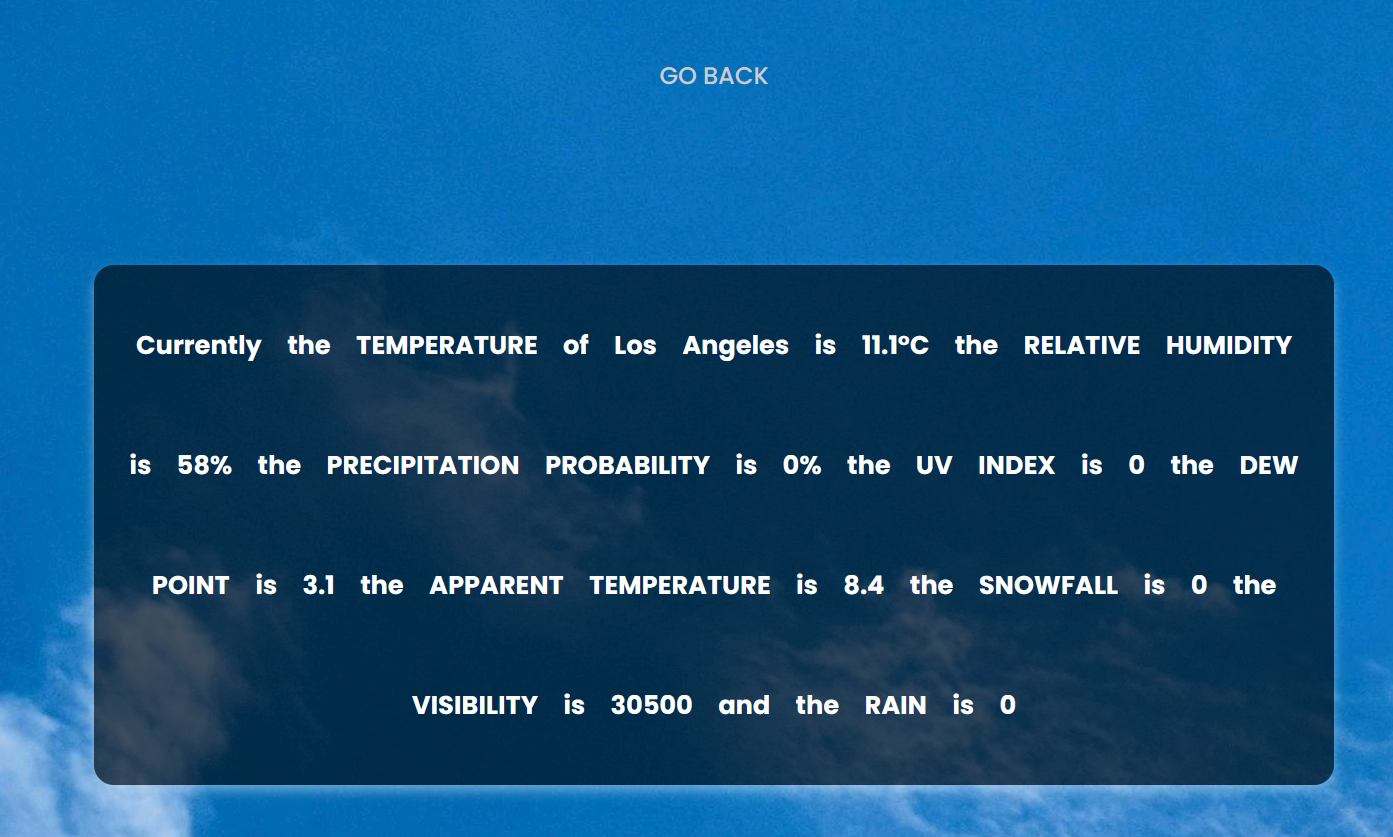 GO BACK
Currently the TEMPERATURE of Los Angeles is 11.1°C the RELATIVE HUMIDITY
is 58% the PRECIPITATION PROBABILITY is 0% the UV INDEX is 0 the DEW
POINT is 3.1 the APPARENT TEMPERATURE is 8.4 the SNOWFALL is 0 the
VISIBILITY is 30500 and the RAIN is 0